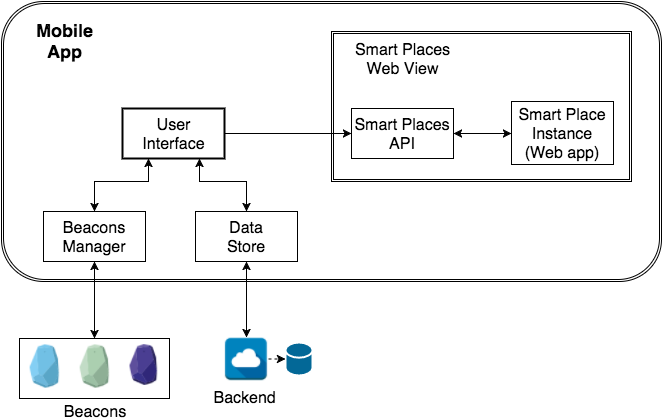 Mobile
App
Smart Places
Web View
User
Interface
Smart Places
API
Smart Place
Instance
(Web app)
Beacons
Manager
Data
Store
Beacons
Backend